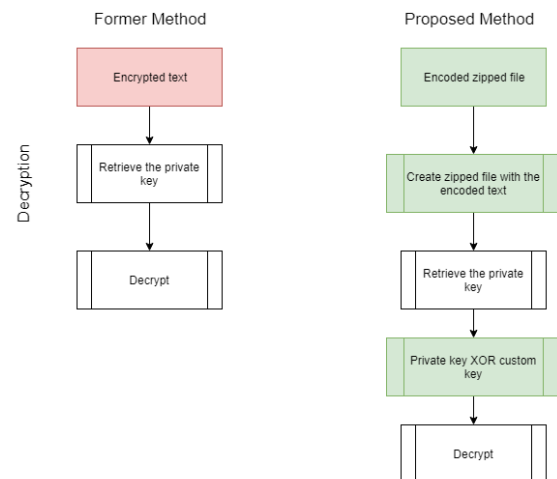 Former Method
Proposed Method
Decryption
Encrypted text
Retrieve the private
key
Decrypt
Encoded zipped file
Create zipped file with the
encoded text
Retrieve the private
key
Private key XOR custom
key
Decrypt